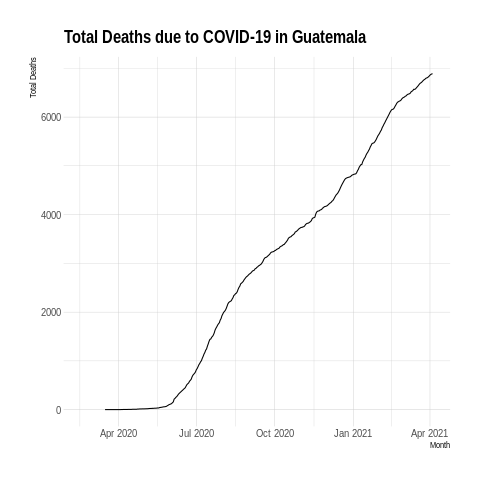 Total Deaths due to COVID-19 in Guatemala
Total Deaths
6000
4000
2000
0
Apr 2020 Jul 2020 Oct 2020 Jan 2021 Apr 2021
Month